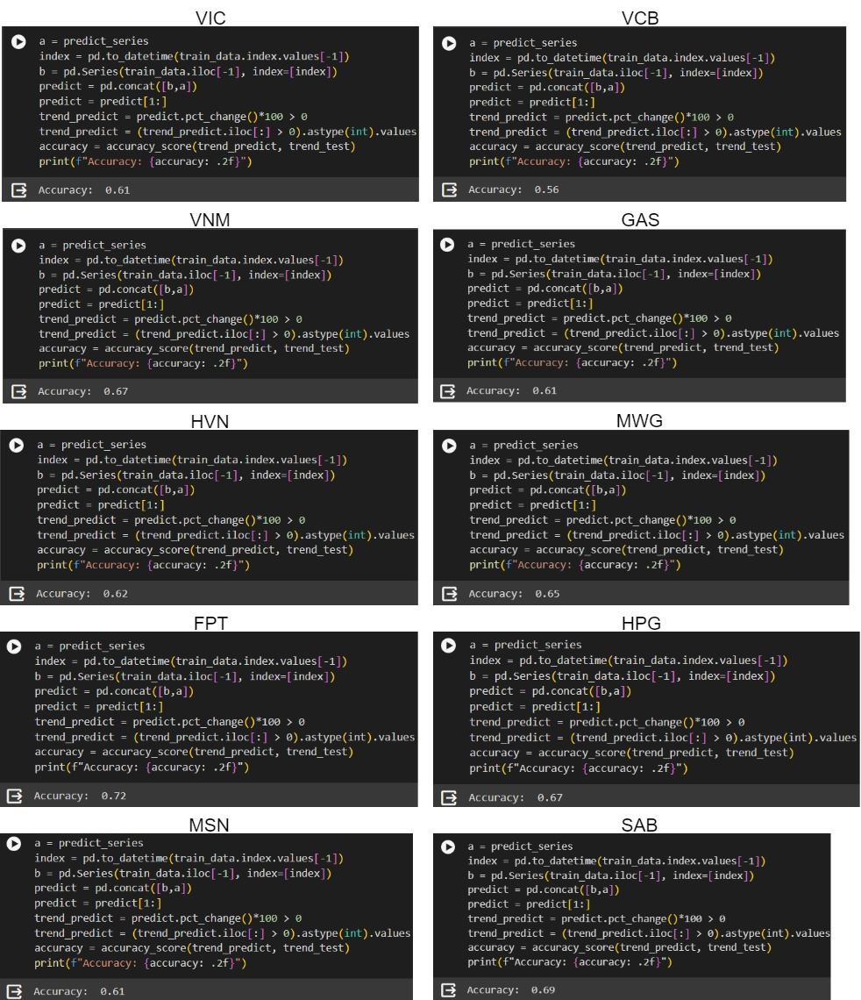 VIC
a = predict_series
index = pd.to_datetime(train_data.index.values[-1])
b = pd.Series(train_data.iloc[-1], index=[index])
predict = pd.concat([b,a])
predict = predict[1:]
trend_predict = predict.pct_change()*100 > 0
trend_predict = (trend_predict.iloc[:] > 0).astype(int).values
accuracy = accuracy_score(trend_predict, trend_test)
print(f"Accuracy: {accuracy: .2f}")
Accuracy:  0.61
VCB
a = predict_series
index = pd.to_datetime(train_data.index.values[-1])
b = pd.Series(train_data.iloc[-1], index=[index])
predict = pd.concat([b,a])
predict = predict[1:]
trend_predict = predict.pct_change()*100 > 0
trend_predict = (trend_predict.iloc[:] > 0).astype(int).values
accuracy = accuracy_score(trend_predict, trend_test)
print(f"Accuracy: {accuracy: .2f}")
Accuracy:  0.56
VNM
a = predict_series
index = pd.to_datetime(train_data.index.values[-1])
b = pd.Series(train_data.iloc[-1], index=[index])
predict = pd.concat([b,a])
predict = predict[1:]
trend_predict = predict.pct_change()*100 > 0
trend_predict = (trend_predict.iloc[:] > 0).astype(int).values
accuracy = accuracy_score(trend_predict, trend_test)
print(f"Accuracy: {accuracy: .2f}")
Accuracy:  0.67
GAS
a = predict_series
index = pd.to_datetime(train_data.index.values[-1])
b = pd.Series(train_data.iloc[-1], index=[index])
predict = pd.concat([b,a])
predict = predict[1:]
trend_predict = predict.pct_change()*100 > 0
trend_predict = (trend_predict.iloc[:] > 0).astype(int).values
accuracy = accuracy_score(trend_predict, trend_test)
print(f"Accuracy: {accuracy: .2f}")
Accuracy:  0.61
HVN
a = predict_series
index = pd.to_datetime(train_data.index.values[-1])
b = pd.Series(train_data.iloc[-1], index=[index])
predict = pd.concat([b,a])
predict = predict[1:]
trend_predict = predict.pct_change()*100 > 0
trend_predict = (trend_predict.iloc[:] > 0).astype(int).values
accuracy = accuracy_score(trend_predict, trend_test)
print(f"Accuracy: {accuracy: .2f}")
Accuracy:  0.62
MWG
a = predict_series
index = pd.to_datetime(train_data.index.values[-1])
b = pd.Series(train_data.iloc[-1], index=[index])
predict = pd.concat([b,a])
predict = predict[1:]
trend_predict = predict.pct_change()*100 > 0
trend_predict = (trend_predict.iloc[:] > 0).astype(int).values
accuracy = accuracy_score(trend_predict, trend_test)
print(f"Accuracy: {accuracy: .2f}")
Accuracy:  0.65
FPT
a = predict_series
index = pd.to_datetime(train_data.index.values[-1])
b = pd.Series(train_data.iloc[-1], index=[index])
predict = pd.concat([b,a])
predict = predict[1:]
trend_predict = predict.pct_change()*100 > 0
trend_predict = (trend_predict.iloc[:] > 0).astype(int).values
accuracy = accuracy_score(trend_predict, trend_test)
print(f"Accuracy: {accuracy: .2f}")
Accuracy:  0.72
HPG
a = predict_series
index = pd.to_datetime(train_data.index.values[-1])
b = pd.Series(train_data.iloc[-1], index=[index])
predict = pd.concat([b,a])
predict = predict[1:]
trend_predict = predict.pct_change()*100 > 0
trend_predict = (trend_predict.iloc[:] > 0).astype(int).values
accuracy = accuracy_score(trend_predict, trend_test)
print(f"Accuracy: {accuracy: .2f}")
Accuracy:  0.67
MSN
a = predict_series
index = pd.to_datetime(train_data.index.values[-1])
b = pd.Series(train_data.iloc[-1], index=[index])
predict = pd.concat([b,a])
predict = predict[1:]
trend_predict = predict.pct_change()*100 > 0
trend_predict = (trend_predict.iloc[:] > 0).astype(int).values
accuracy = accuracy_score(trend_predict, trend_test)
print(f"Accuracy: {accuracy: .2f}")
Accuracy:  0.61
SAB
a = predict_series
index = pd.to_datetime(train_data.index.values[-1])
b = pd.Series(train_data.iloc[-1], index=[index])
predict = pd.concat([b,a])
predict = predict[1:]
trend_predict = predict.pct_change()*100 > 0
trend_predict = (trend_predict.iloc[:] > 0).astype(int).values
accuracy = accuracy_score(trend_predict, trend_test)
print(f"Accuracy: {accuracy: .2f}")
Accuracy:  0.69